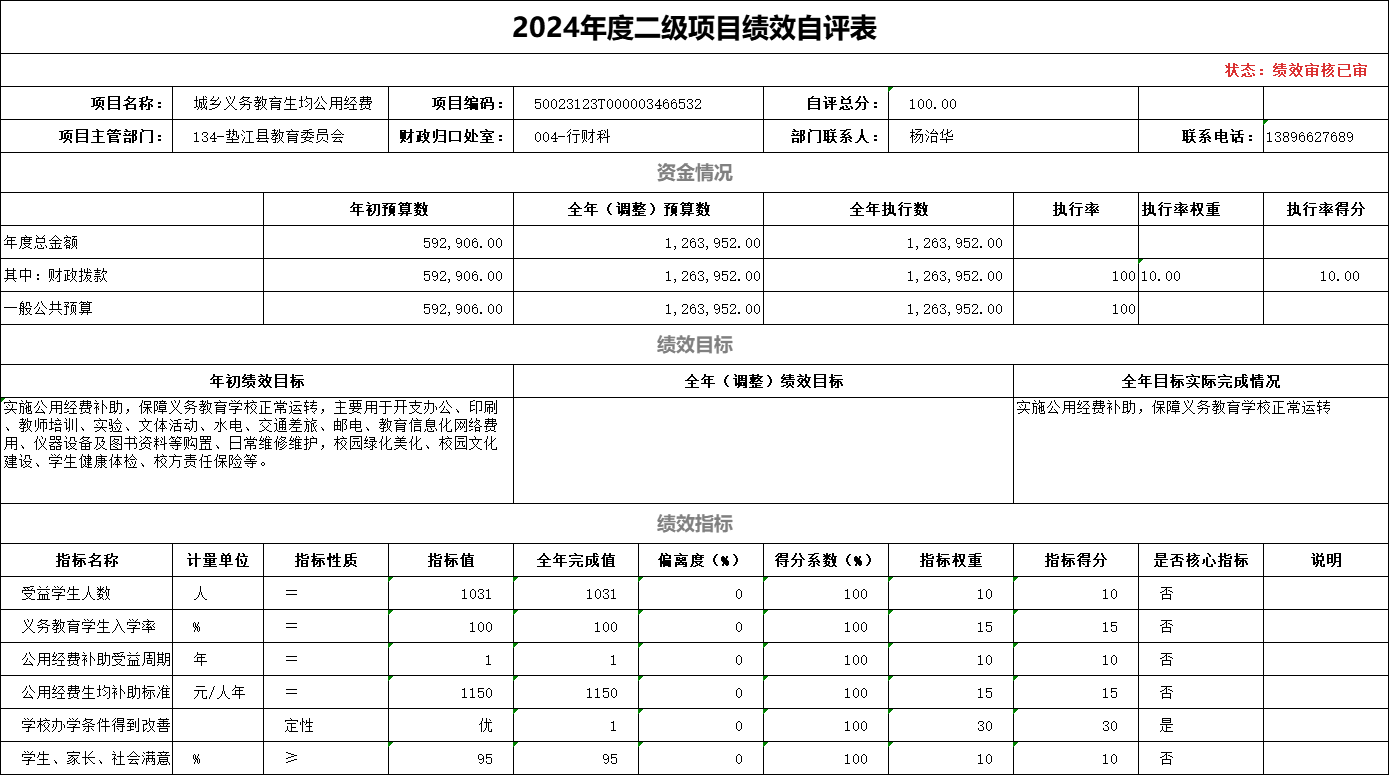 2024年度二级项目绩效自评表
状态：绩效审核已审
项目名称： 城乡义务教育生均公用经费 项目编码： 50023123T000003466532 自评总分： 100.00
项目主管部门： 134-垫江县教育委员会 财政归口处室： 004-行财科 部门联系人： 杨治华 联系电话： 13896627689
资金情况
年初预算数 全年（调整）预算数 全年执行数 执行率 执行率权重 执行率得分
年度总金额 592,906.00 1,263,952.00 1,263,952.00
其中：财政拨款 592,906.00 1,263,952.00 1,263,952.00 100 10.00 10.00
一般公共预算 592,906.00 1,263,952.00 1,263,952.00 100
绩效目标
年初绩效目标 全年（调整）绩效目标 全年目标实际完成情况
实施公用经费补助，保障义务教育学校正常运转，主要用于开支办公、印刷 实施公用经费补助，保障义务教育学校正常运转
、教师培训、实验、文体活动、水电、交通差旅、邮电、教育信息化网络费
用、仪器设备及图书资料等购置、日常维修维护，校园绿化美化、校园文化
建设、学生健康体检、校方责任保险等。
绩效指标
指标名称 计量单位 指标性质 指标值 全年完成值 偏离度（%） 得分系数（%） 指标权重 指标得分 是否核心指标 说明
受益学生人数 人 ＝ 1031 1031 0 100 10 10 否
义务教育学生入学率 % ＝ 100 100 0 100 15 15 否
公用经费补助受益周期 年 ＝ 1 1 0 100 10 10 否
公用经费生均补助标准 元/人年 ＝ 1150 1150 0 100 15 15 否
学校办学条件得到改善 定性 优 1 0 100 30 30 是
学生、家长、社会满意 % ≥ 95 95 0 100 10 10 否